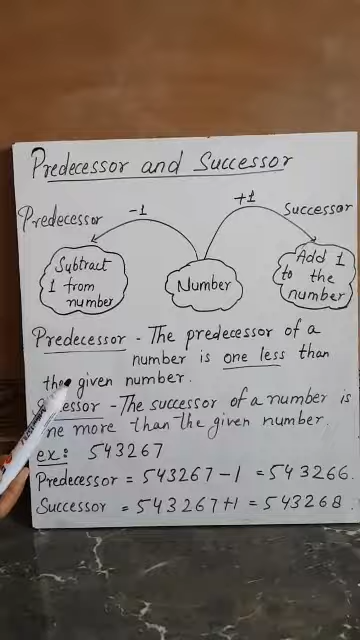 Predecessor and Successor
Predecessor -1 +1 Successor
Subtract
1 from
number
Number
Add 1
to the
number
Predecessor - The predecessor of a
number is one less than
the given number.
- The successor of a number is
one more than the given number.
ex: 543267
Predecessor = 543267-1 = 543266.
Successor = 543267+1 = 543268.